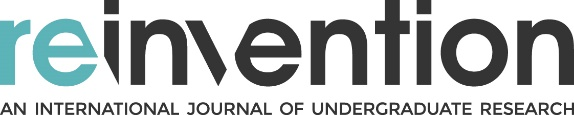 reinvention
AN INTERNATIONAL JOURNAL OF UNDERGRADUATE RESEARCH